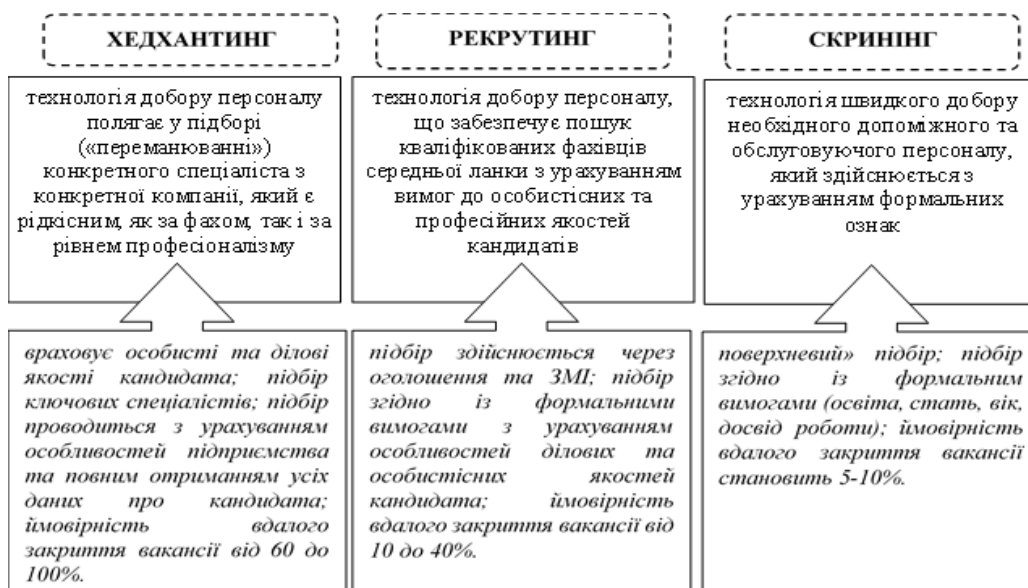 ХЕДХАНТИНГ
технологія добору персоналу
полягає у підборі
(«переманюванні»)
конкретного спеціаліста з
конкретної компанії, який є
рідкісним, як за фахом, так і за
рівнем професіоналізму
враховує особисті та ділові
якості кандидата; підбір
ключових спеціалістів; підбір
проводиться з урахуванням
особливостей підприємства
та повним отриманням усіх
даних про кандидата;
ймовірність вдалого
закриття вакансії від 60 до
100%.
РЕКРУТИНГ
технологія добору персоналу,
що забезпечує пошук
кваліфікованих фахівців
середньої ланки з урахуванням
вимог до особистісних та
професійних якостей
кандидатів
підбір здійснюється через
оголошення та ЗМІ; підбір
згідно із формальними
вимогами з урахуванням
особливостей ділових та
особистісних якостей
кандидата; ймовірність
вдалого закриття вакансії від
10 до 40%.
СКРИНІНГ
технологія швидкого добору
необхідного допоміжного та
обслуговуючого персоналу,
який здійснюється з
урахуванням формальних
ознак
поверхневий» підбір; підбір
згідно із формальним
вимогами (освіта, стать, вік,
досвід роботи); ймовірність
вдалого закриття вакансії
становить 5-10%.